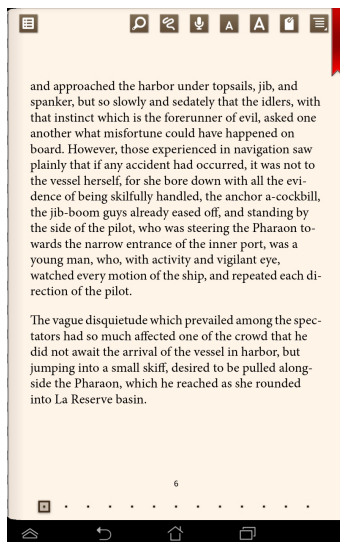 A
A
and approached the harbor under topsails, jib, and
spanker, but so slowly and sedately that the idlers, with
that instinct which is the forerunner of evil, asked one
another what misfortune could have happened on
board. However, those experienced in navigation saw
plainly that if any accident had occurred, it was not to
the vessel herself, for she bore down with all the evi-
dence of being skilfully handled, the anchor a-cockbill,
the jib-boom guys already eased off, and standing by
the side of the pilot, who was steering the Pharaon to-
wards the narrow entrance of the inner port, was a
young man, who, with activity and vigilant eye,
watched every motion of the ship, and repeated each di-
rection of the pilot.
The vague disquietude which prevailed among the spec-
tators had so much affected one of the crowd that he
did not await the arrival of the vessel in harbor, but
jumping into a small skiff, desired to be pulled along-
side the Pharaon, which he reached as she rounded
into La Reserve basin.
6